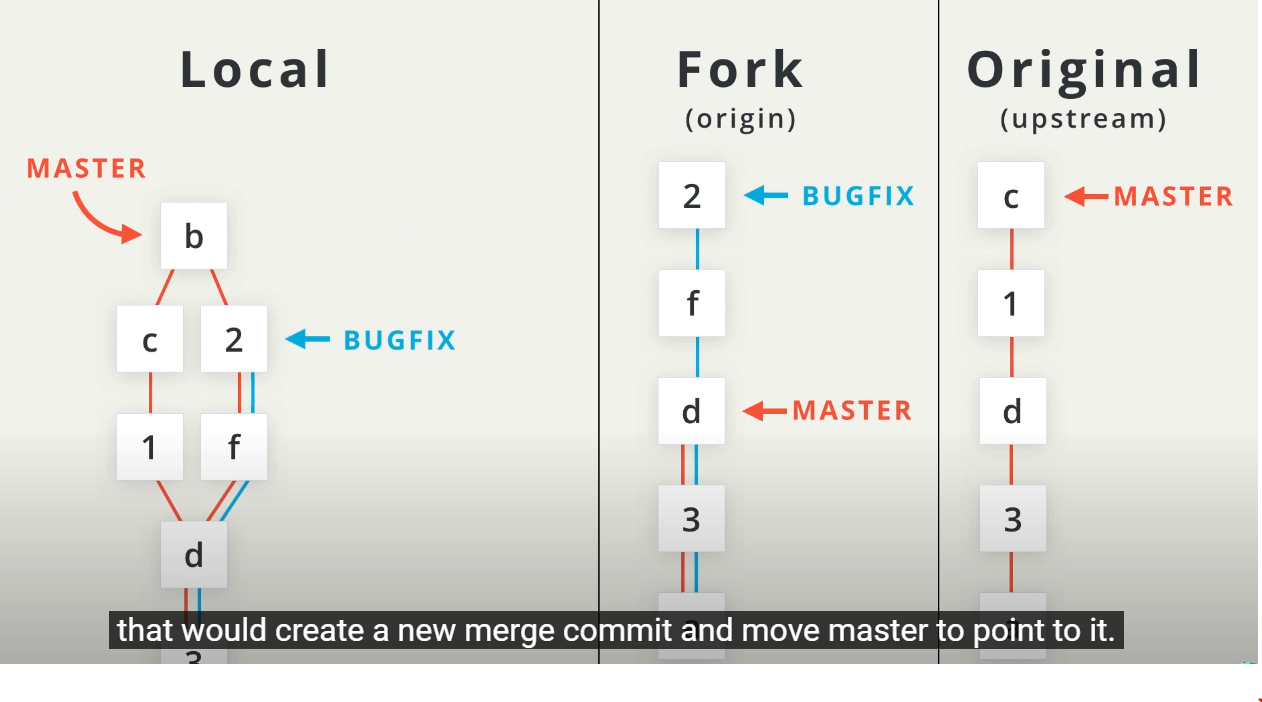 Local
MASTER
b
c
2
BUGFIX
1
f
d
3
Fork
(origin)
2
BUGFIX
f
d
MASTER
3
Original
(upstream)
c
MASTER
1
d
3
that would create a new merge commit and move master to point to it.